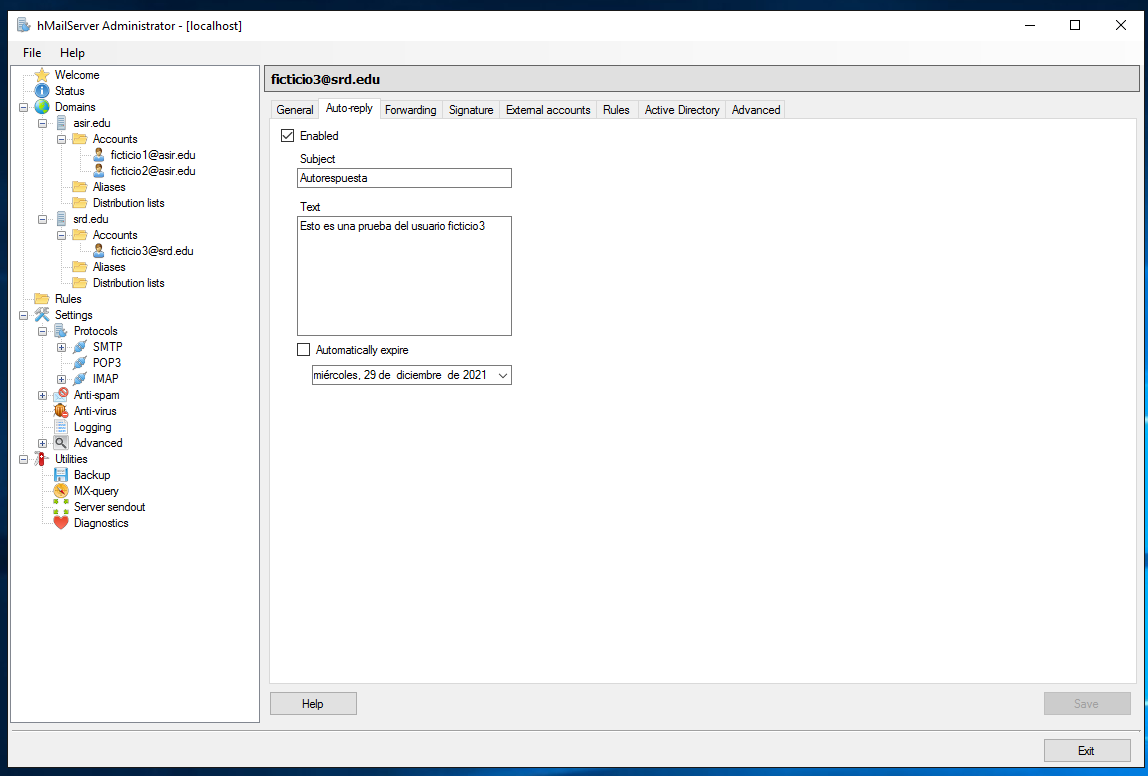 hMailServer Administrator - [localhost]
File Help
Welcome
Status
Domains
asir.edu
Accounts
ficticio1@asir.edu
ficticio2@asir.edu
Aliases
Distribution lists
srd.edu
Accounts
ficticio3@srd.edu
Aliases
Distribution lists
Rules
Settings
Protocols
SMTP
POP3
IMAP
Anti-spam
Anti-virus
Logging
Advanced
Utilities
Backup
MX-query
Server sendout
Diagnostics
ficticio3@srd.edu
General Auto-reply Forwarding Signature External accounts Rules Active Directory Advanced
Enabled
Subject
Autorespuesta
Text
Esto es una prueba del usuario ficticio3
Automatically expire
miércoles, 29 de diciembre de 2021
Help Save
Exit